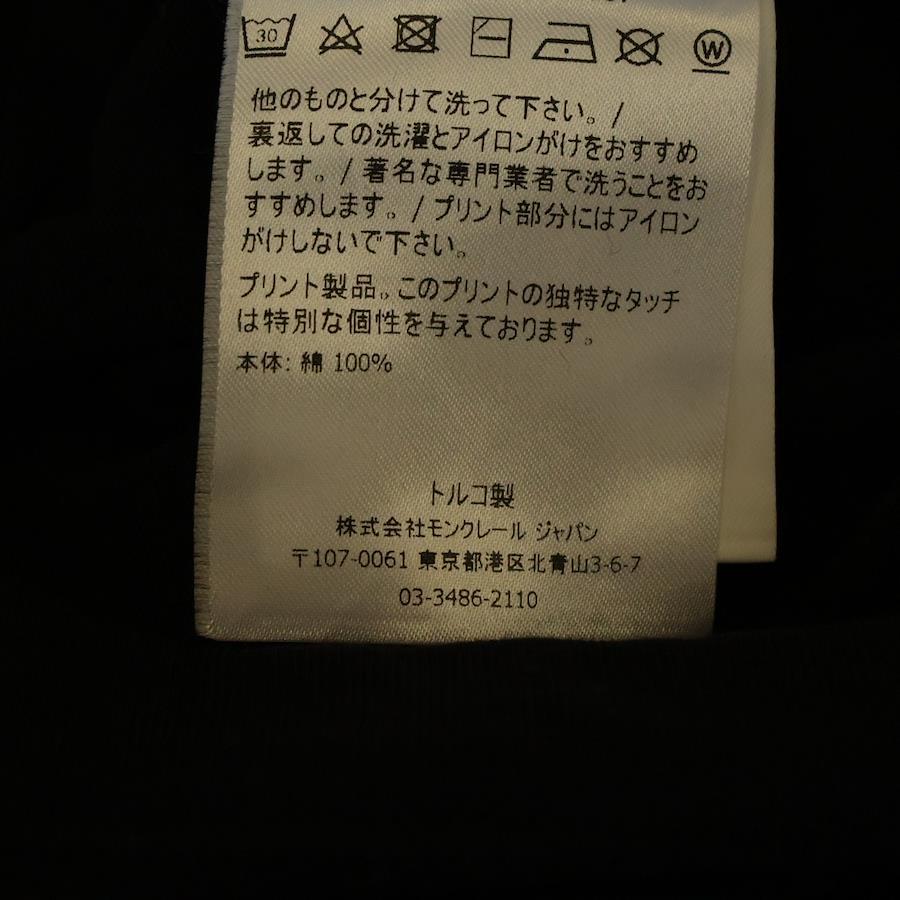 30
W
他のものと分けて洗って下さい。/
裏返しての洗濯とアイロンがけをおすすめ
します。/ 著名な専門業者で洗うことをお
すすめします。/ プリント部分にはアイロン
がけしないで下さい。
プリント製品。このプリントの独特なタッチ
は特別な個性を与えております。
本体: 綿 100%
トルコ製
株式会社モンクレール ジャパン
〒107-0061 東京都港区北青山3-6-7
03-3486-2110